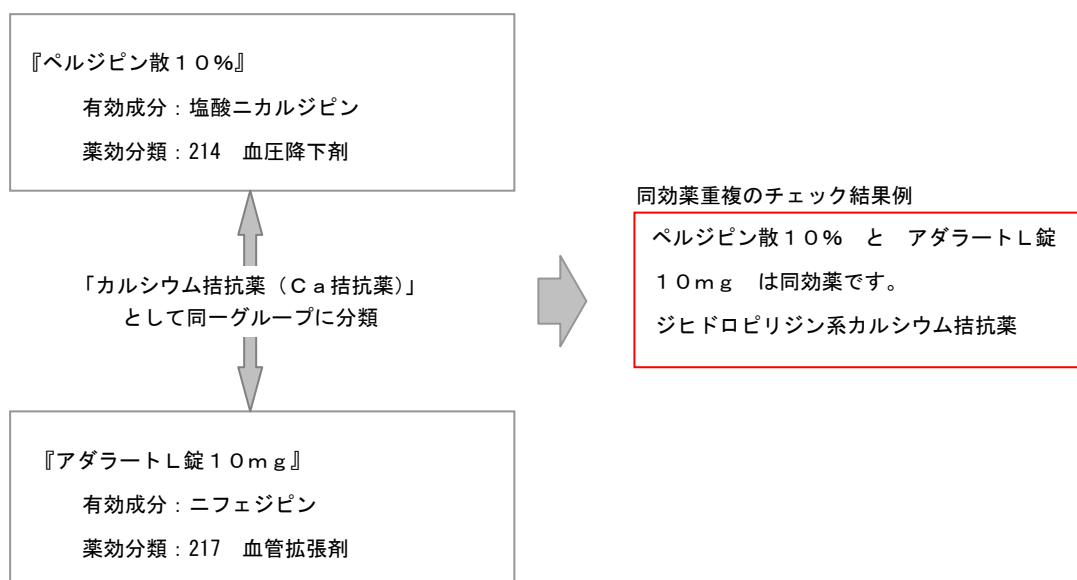 『ペルジピン散１０％』
有効成分：塩酸ニカルジピン
薬効分類：214　血圧降下剤
「カルシウム拮抗薬（Ｃａ拮抗薬）」
として同一グループに分類
『アダラートＬ錠１０ｍｇ』
有効成分：ニフェジピン
薬効分類：217　血管拡張剤
同効薬重複のチェック結果例
ペルジピン散１０％　と　アダラートＬ錠
１０ｍｇ　は同効薬です。
ジヒドロピリジン系カルシウム拮抗薬